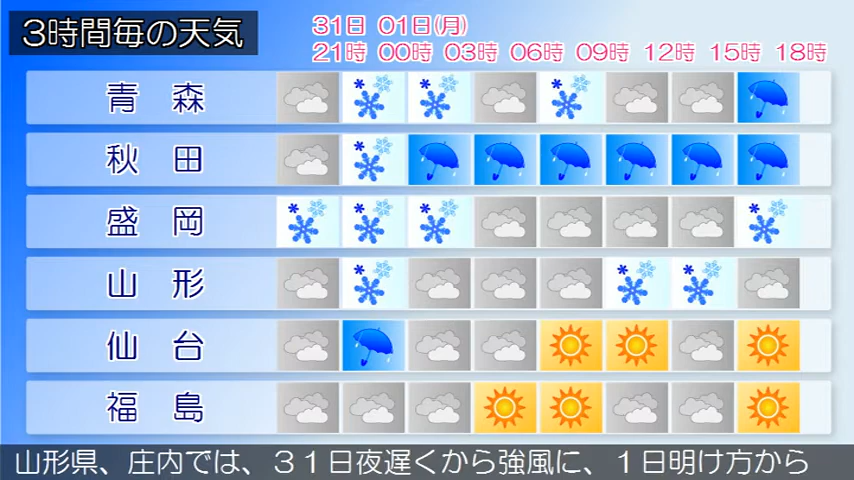 3時間毎の天気
31日 01日(月)
21時 00時 03時 06時 09時 12時 15時 18時
青森
秋田
盛岡
山形
仙台
福島
山形県、庄内では、３１日夜遅くから強風に、１日明け方から